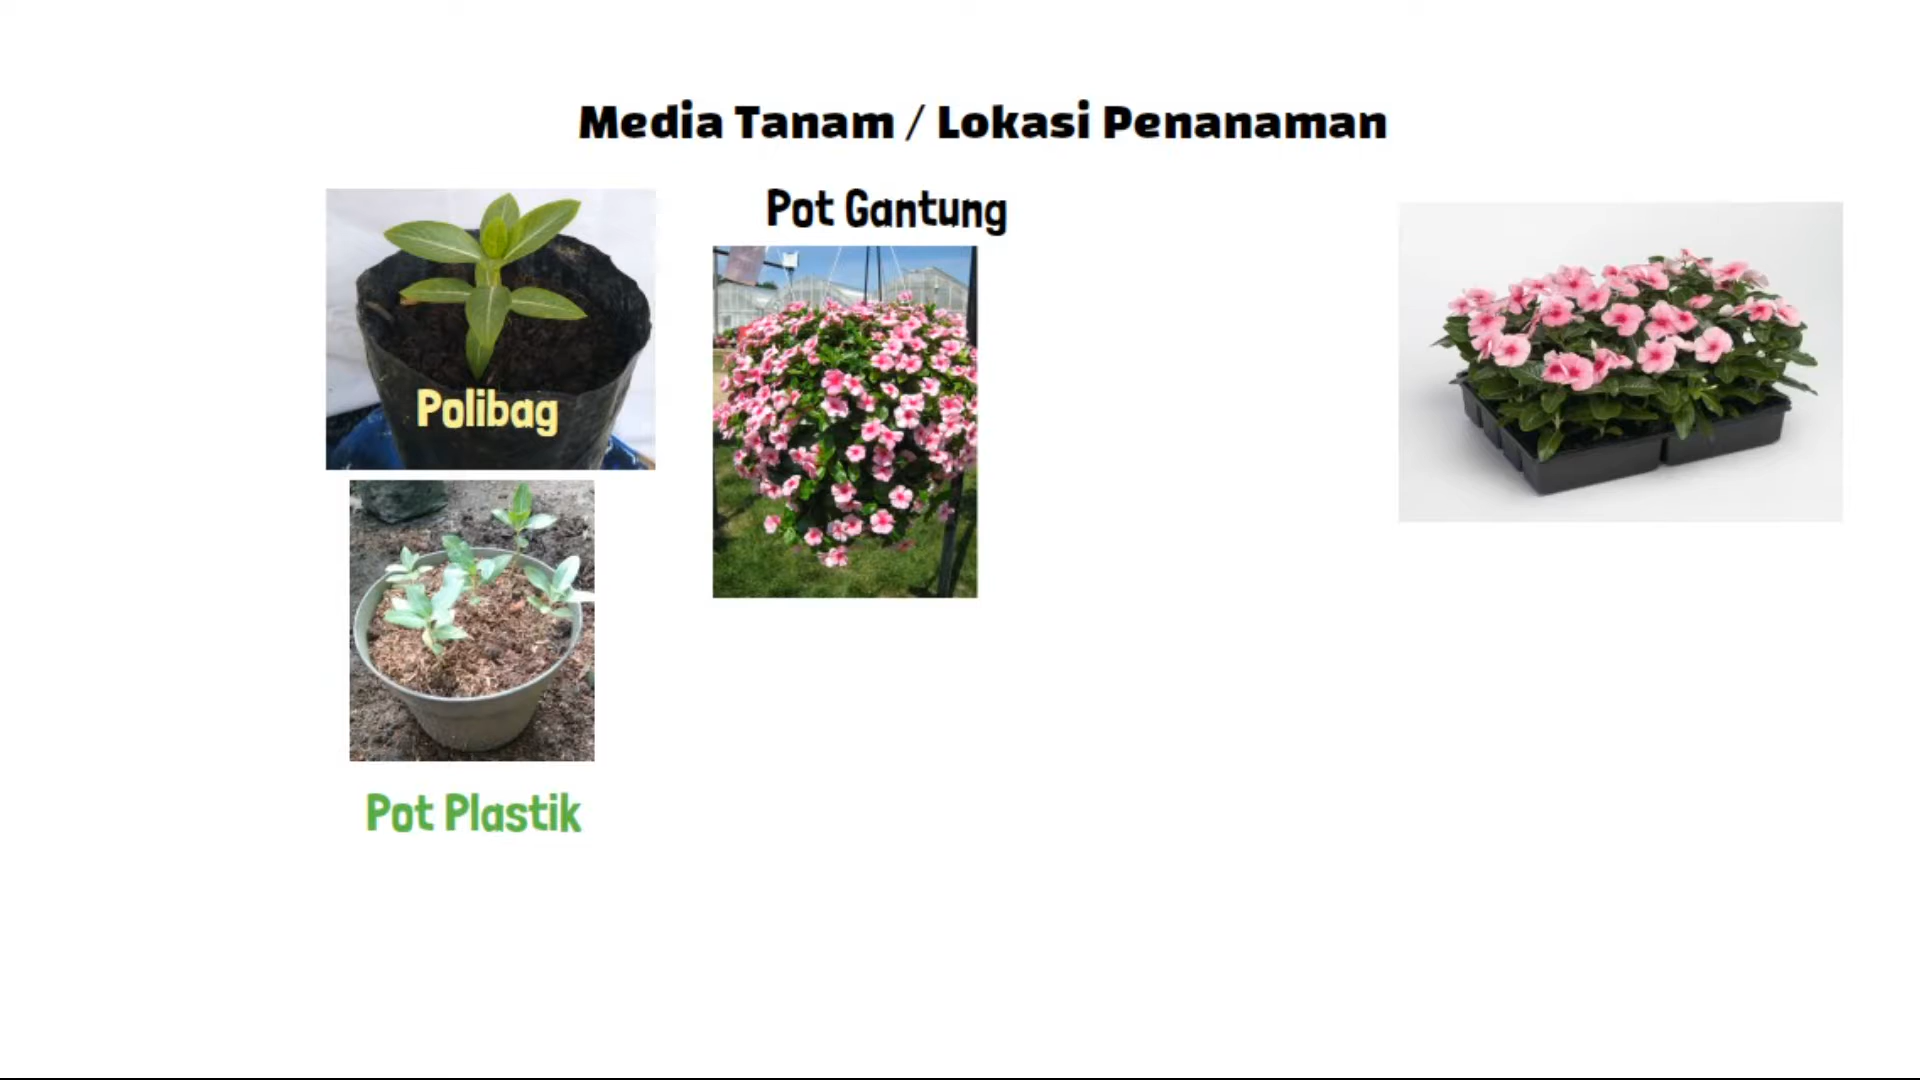 Media Tanam / Lokasi Penanaman
Pot Gantung
Polibag
Pot Plastik